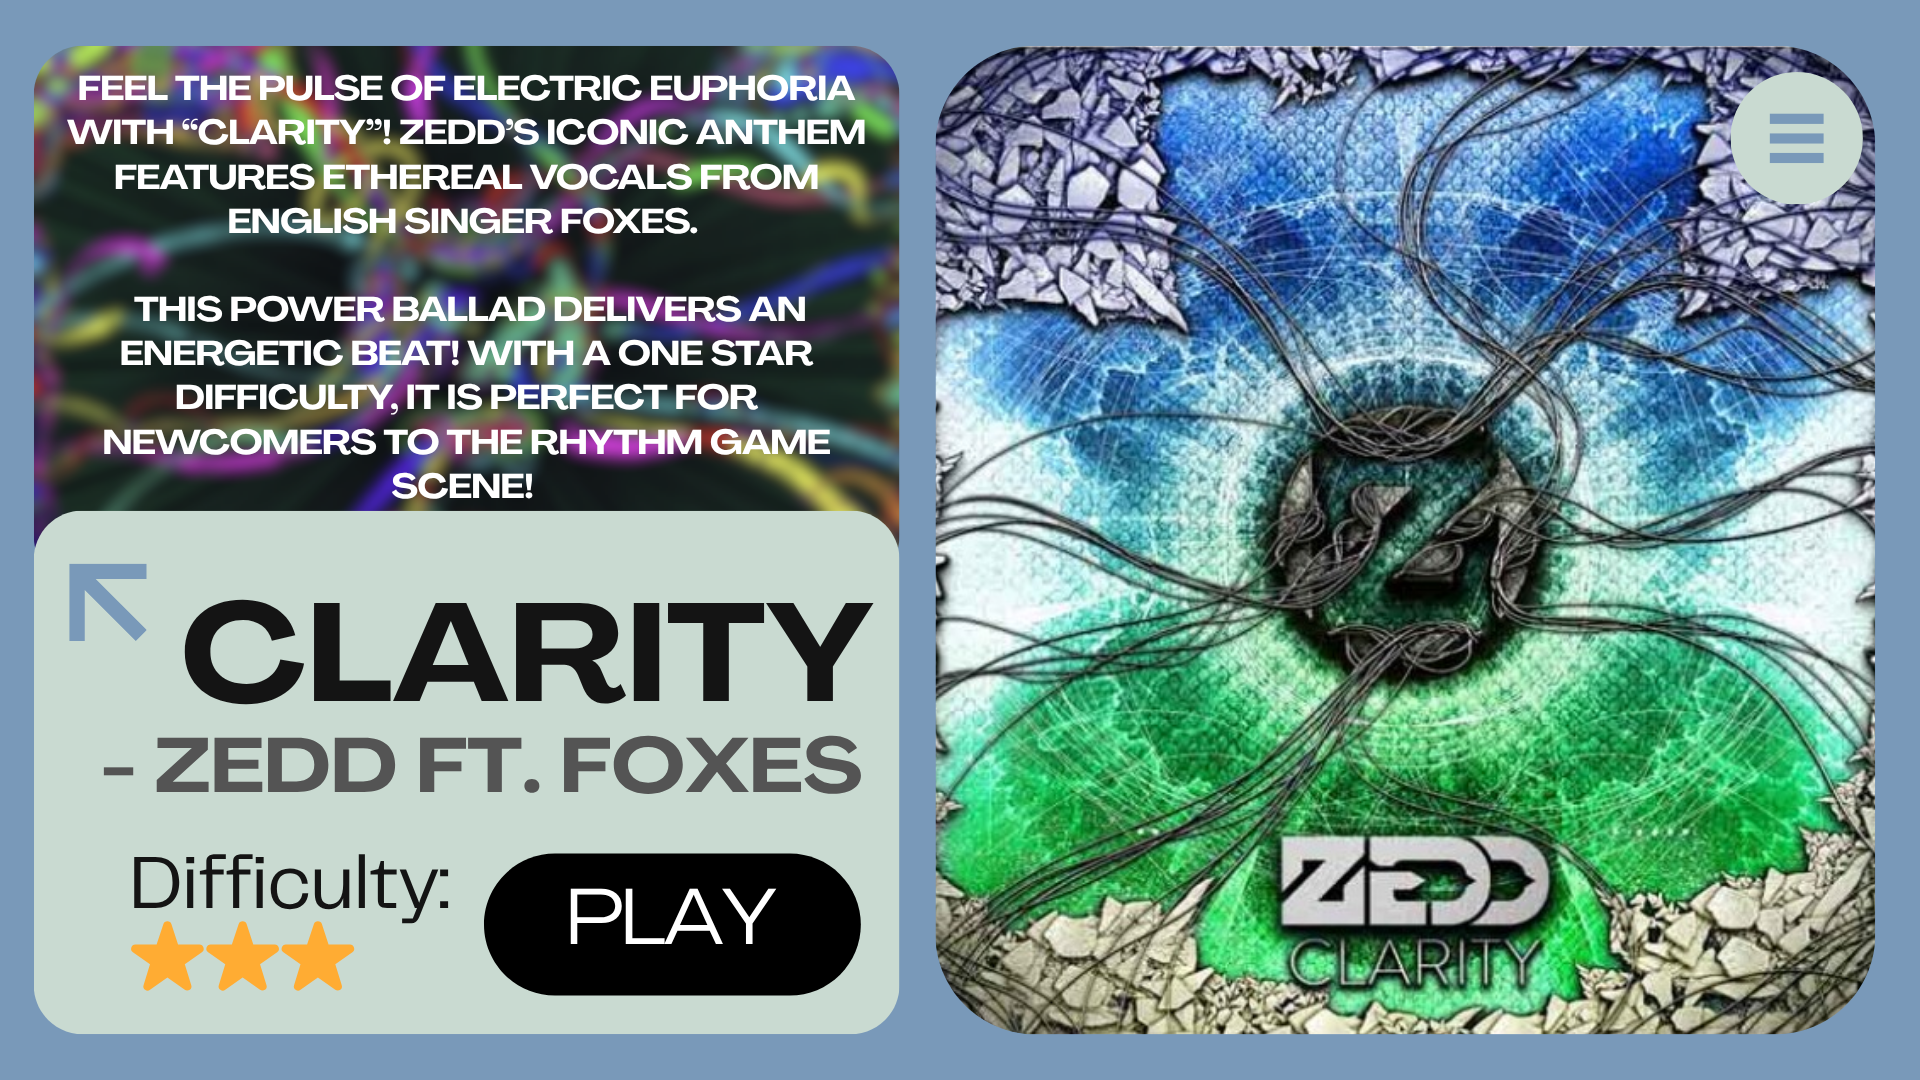 FEEL THE PULSE OF ELECTRIC EUPHORIA
WITH “CLARITY”! ZEDD’S ICONIC ANTHEM
FEATURES ETHEREAL VOCALS FROM
ENGLISH SINGER FOXES.
THIS POWER BALLAD DELIVERS AN
ENERGETIC BEAT! WITH A ONE STAR
DIFFICULTY, IT IS PERFECT FOR
NEWCOMERS TO THE RHYTHM GAME
SCENE!
CLARITY
- ZEDD FT. FOXES
Difficulty:
PLAY
Z
ZEDD
CLARITY